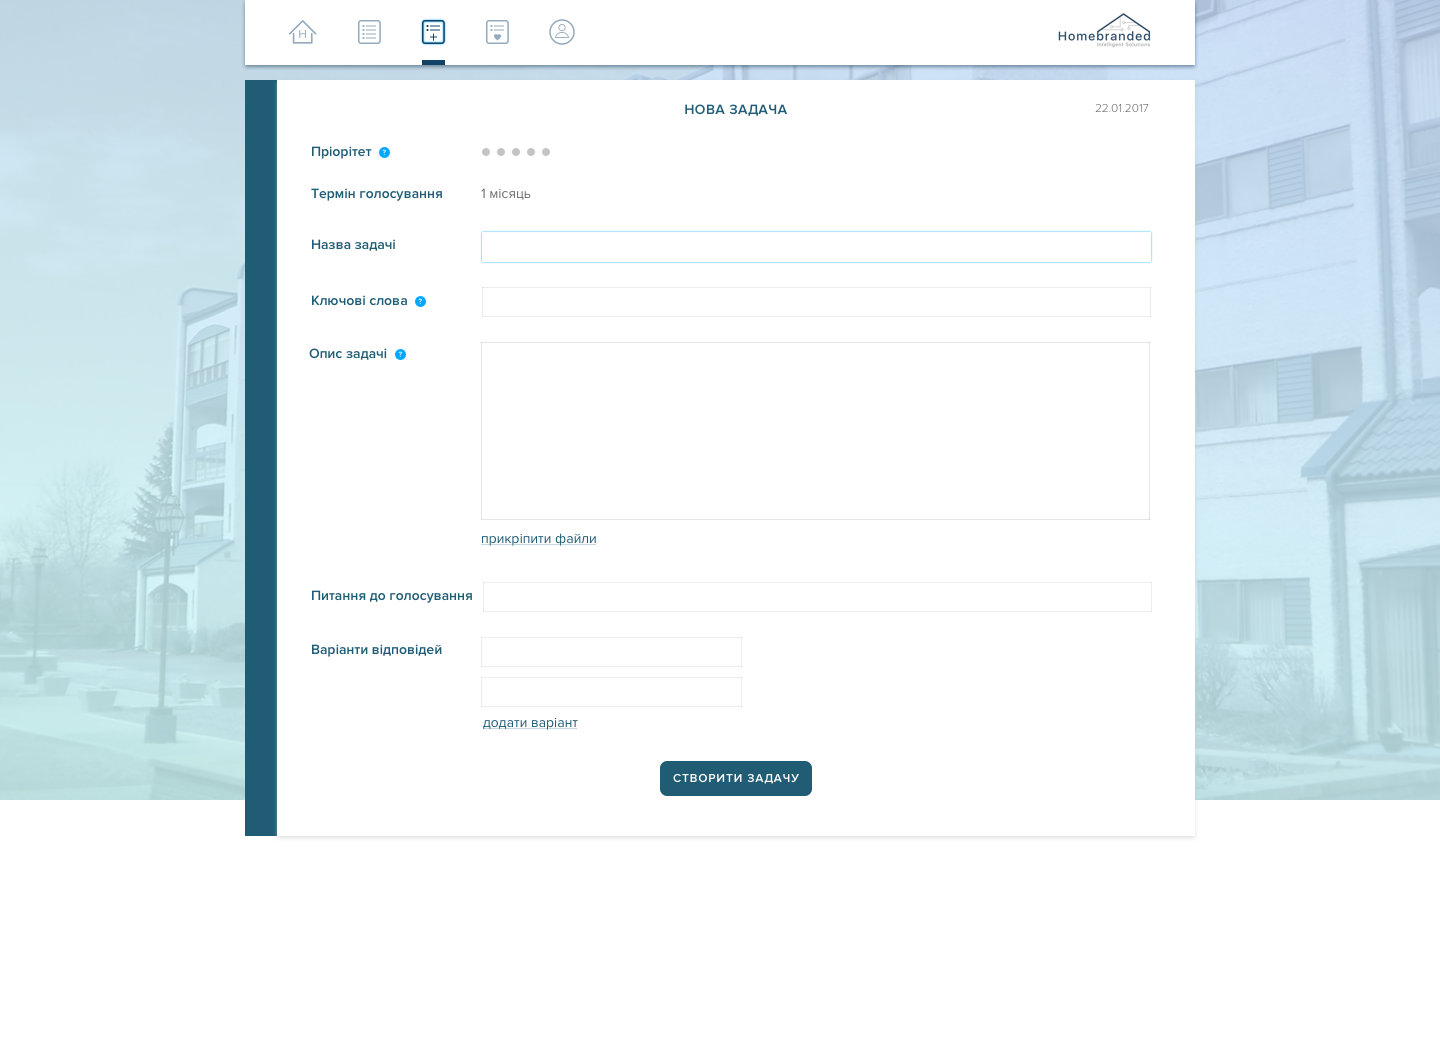 H
Homebranded
Intelligent Solutions
НОВА ЗАДАЧА
22.01.2017
Пріорітет ?
Термін голосування 1 місяць
Назва задачі
Ключові слова ?
Опис задачі ?
прикріпити файли
Питання до голосування
Варіанти відповідей
додати варіант
СТВОРИТИ ЗАДАЧУ